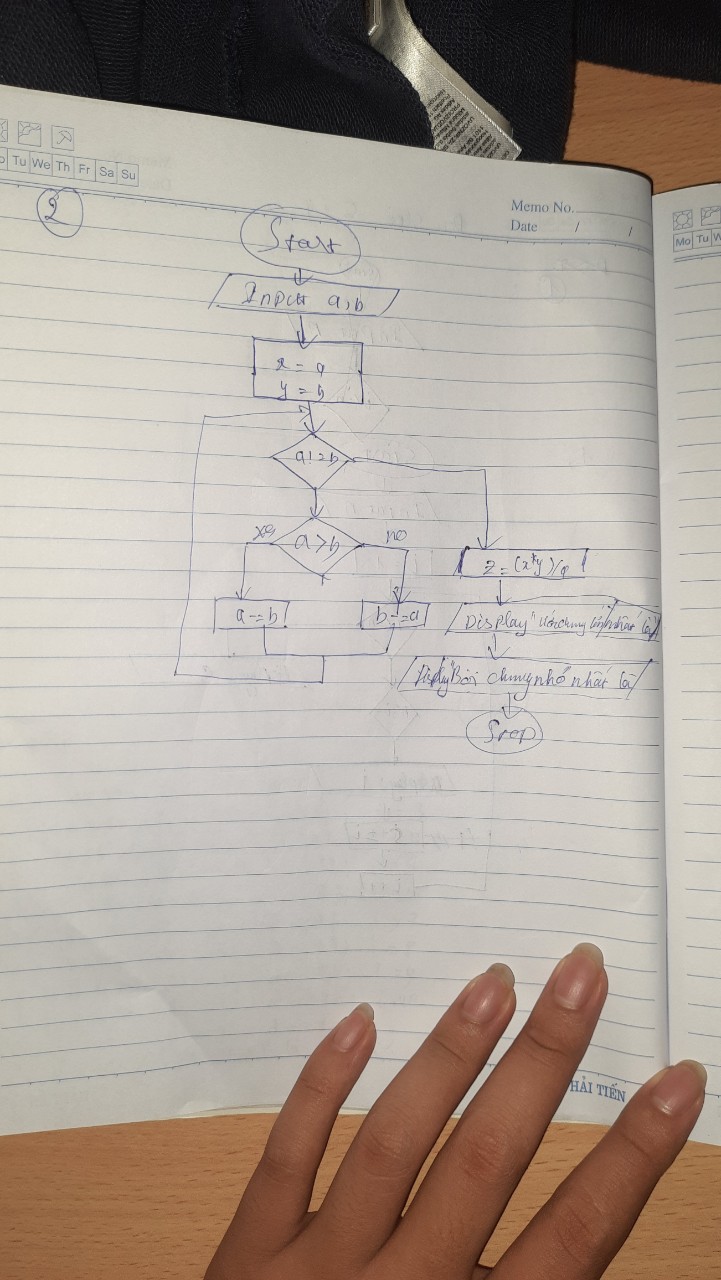 Tu We Th Fr Sa Su
Memo No.
Date / /
Mo Tu W
2
Start
Input a,b
x = a
y = b
a!=b
yes
a>b
no
z=(x*y)/a
a-=b
b-=a
Display "Ước chung lớn nhất là"
Display "Bội chung nhỏ nhất là
Stop
HẢI TIẾN